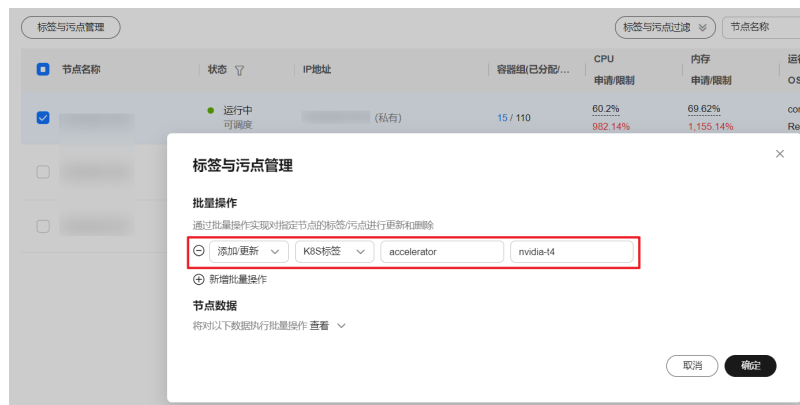 标签与污点管理
标签与污点过滤
节点名称
节点名称
状态
IP地址
容器组(已分配/...
CPU
申请/限制
内存
申请/限制
OS
运行中
可调度
(私有)
15 / 110
60.2%
982.14%
69.62%
1,155.14%
标签与污点管理
批量操作
通过批量操作实现对指定节点的标签/污点进行更新和删除
添加/更新 K8S标签 accelerator nvidia-t4
新增批量操作
节点数据
将对以下数据执行批量操作 查看
取消 确定